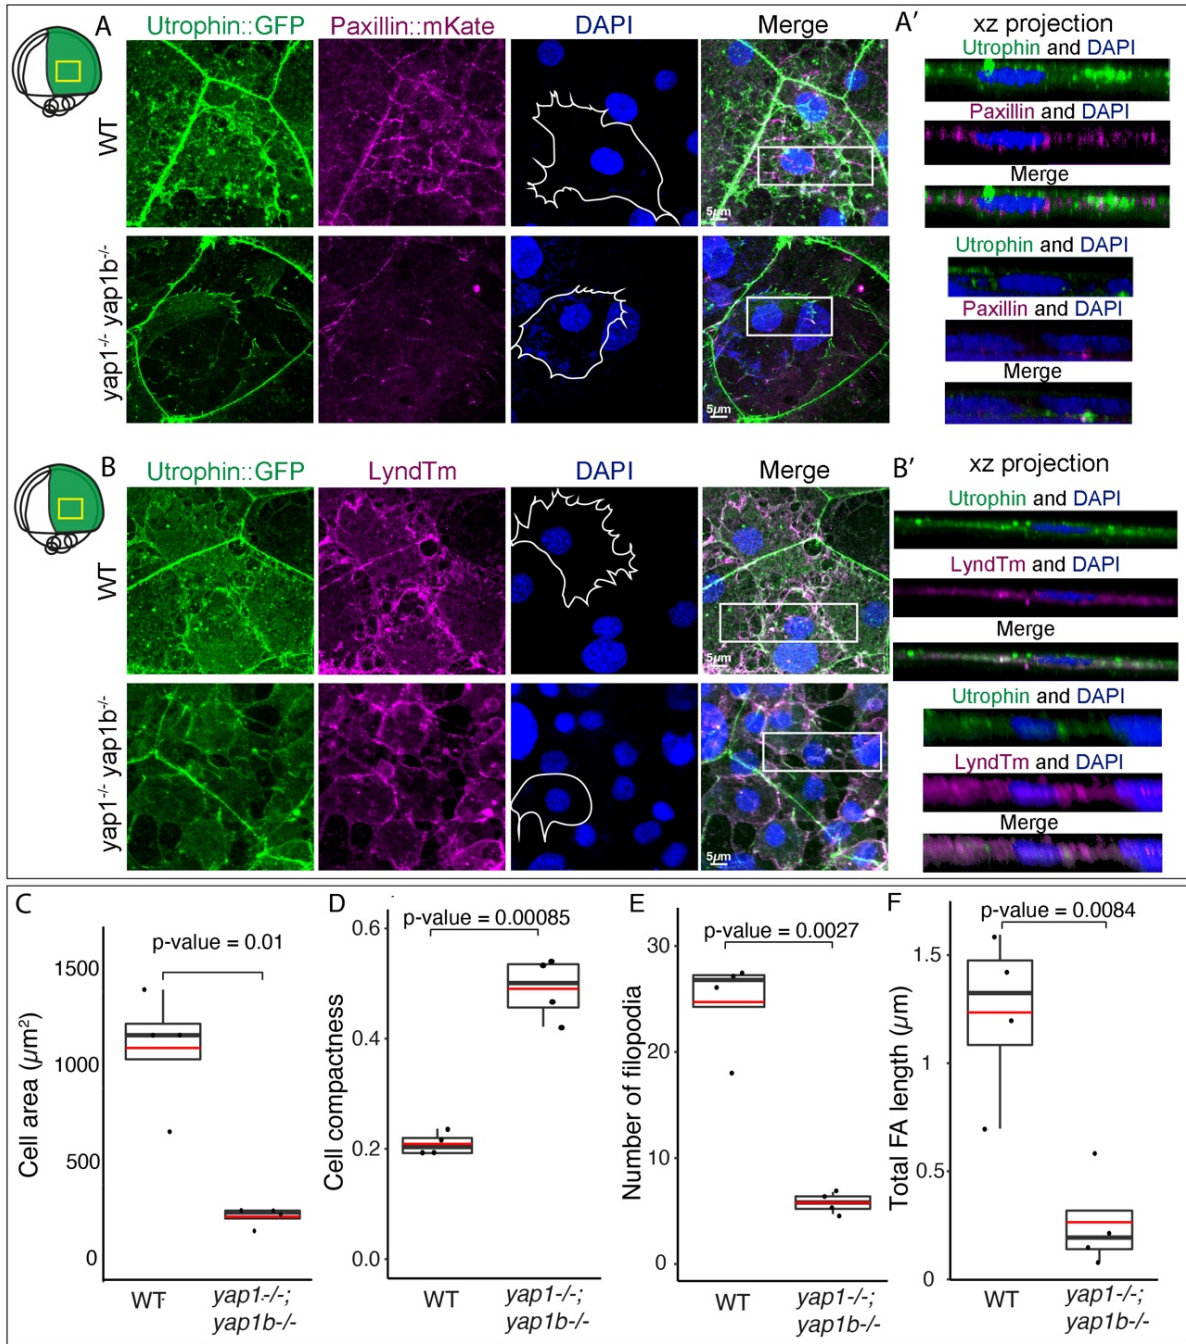 A
Utrophin::GFP
Paxillin::mKate
DAPI
Merge
A'
xz projection
Utrophin and DAPI
WT
Paxillin and DAPI
Merge
5µm
Utrophin and DAPI
yap1-/- yap1b-/-
Paxillin and DAPI
Merge
5µm
B
Utrophin::GFP
LyndTm
DAPI
Merge
B'
xz projection
Utrophin and DAPI
WT
LyndTm and DAPI
Merge
5µm
Utrophin and DAPI
yap1-/- yap1b-/-
LyndTm and DAPI
Merge
5µm
C
p-value = 0.01
1500
1000
500
0
Cell area (µm²)
WT
yap1-/-;
yap1b-/-
D
p-value = 0.00085
0.6
0.4
0.2
0.0
Cell compactness
WT
yap1-/-;
yap1b-/-
E
p-value = 0.0027
30
20
10
0
Number of filopodia
WT
yap1-/-;
yap1b-/-
F
p-value = 0.0084
1.5
1
0.5
0
Total FA length (µm)
WT
yap1-/-;
yap1b-/-